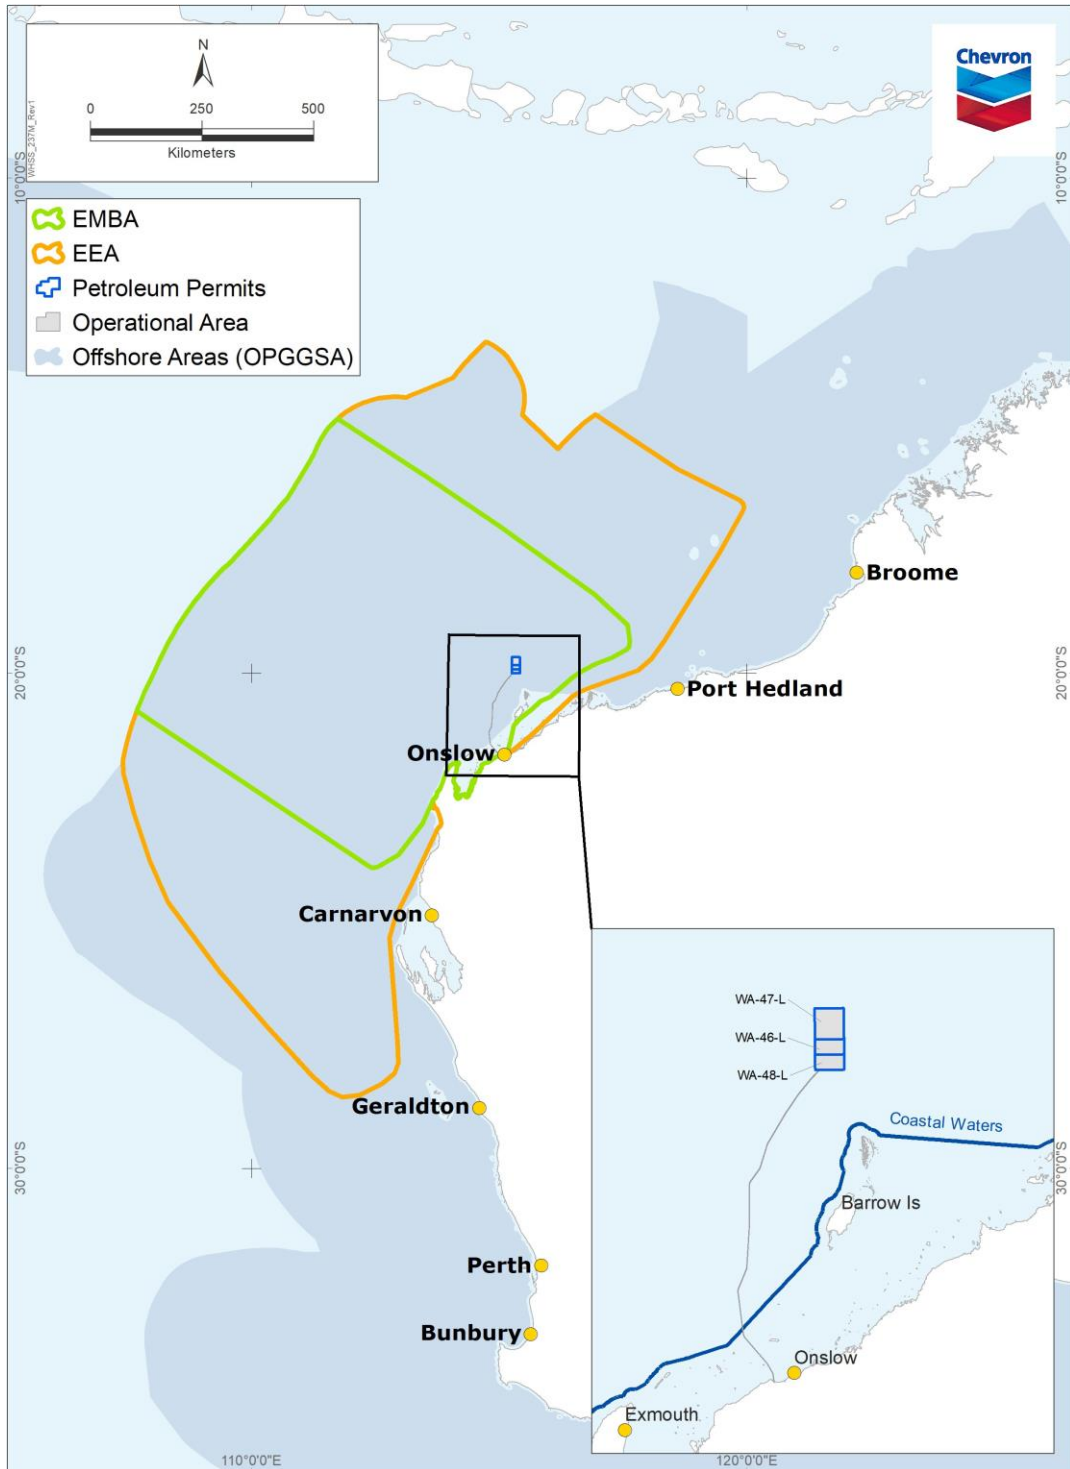 N
0 250 500
Kilometers
WHSS_237M_Rev1
Chevron
10°0'0"S
10°0'0"S
EMBA
EEA
Petroleum Permits
Operational Area
Offshore Areas (OPGGSA)
Broome
20°0'0"S
20°0'0"S
Port Hedland
Onslow
Carnarvon
Geraldton
Perth
Bunbury
30°0'0"S
30°0'0"S
WA-47-L
WA-46-L
WA-48-L
Coastal Waters
Barrow Is
Onslow
Exmouth
110°0'0"E
120°0'0"E